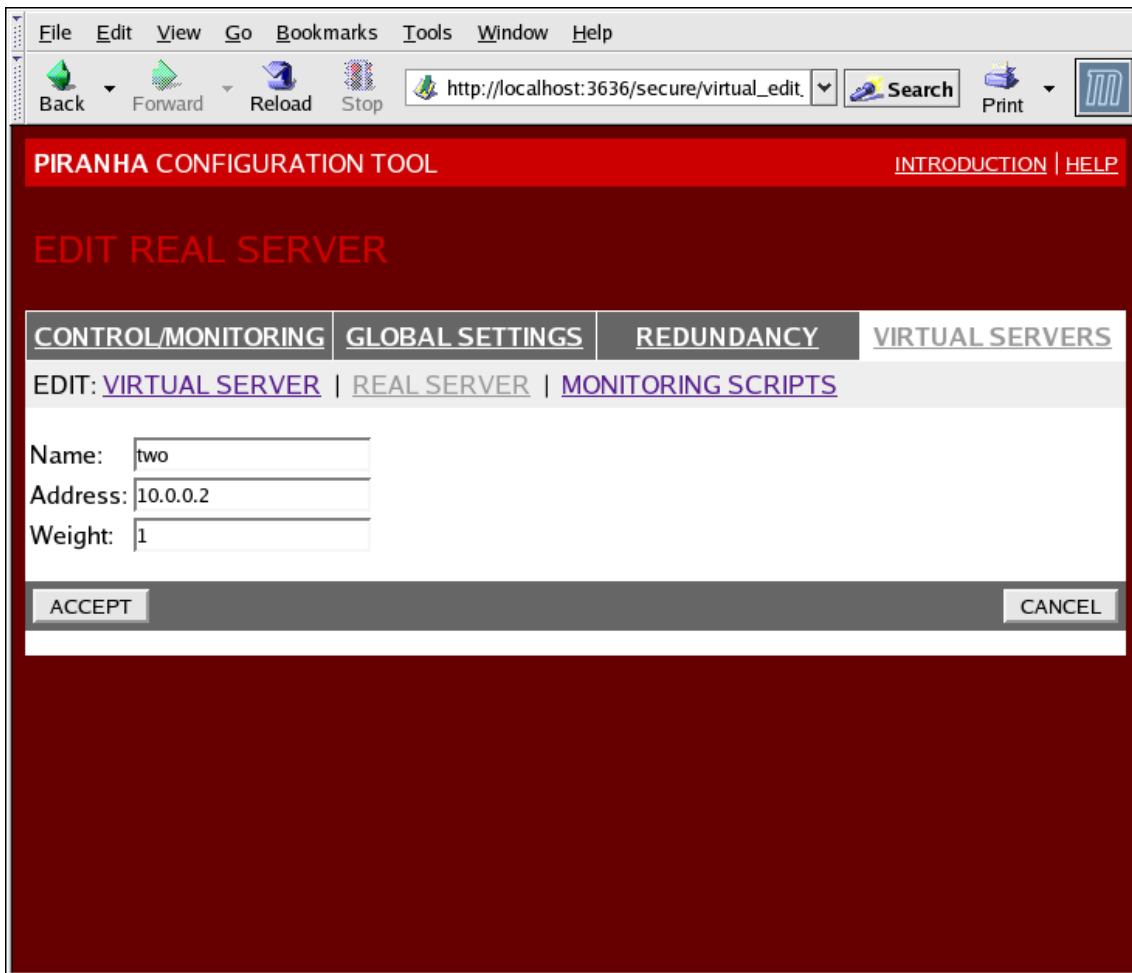 File Edit View Go Bookmarks Tools Window Help
Back Forward Reload Stop http://localhost:3636/secure/virtual_edit_ Search Print
PIRANHA CONFIGURATION TOOL INTRODUCTION | HELP
EDIT REAL SERVER
CONTROL/MONITORING GLOBAL SETTINGS REDUNDANCY VIRTUAL SERVERS
EDIT: VIRTUAL SERVER | REAL SERVER | MONITORING SCRIPTS
Name: two
Address: 10.0.0.2
Weight: 1
ACCEPT CANCEL